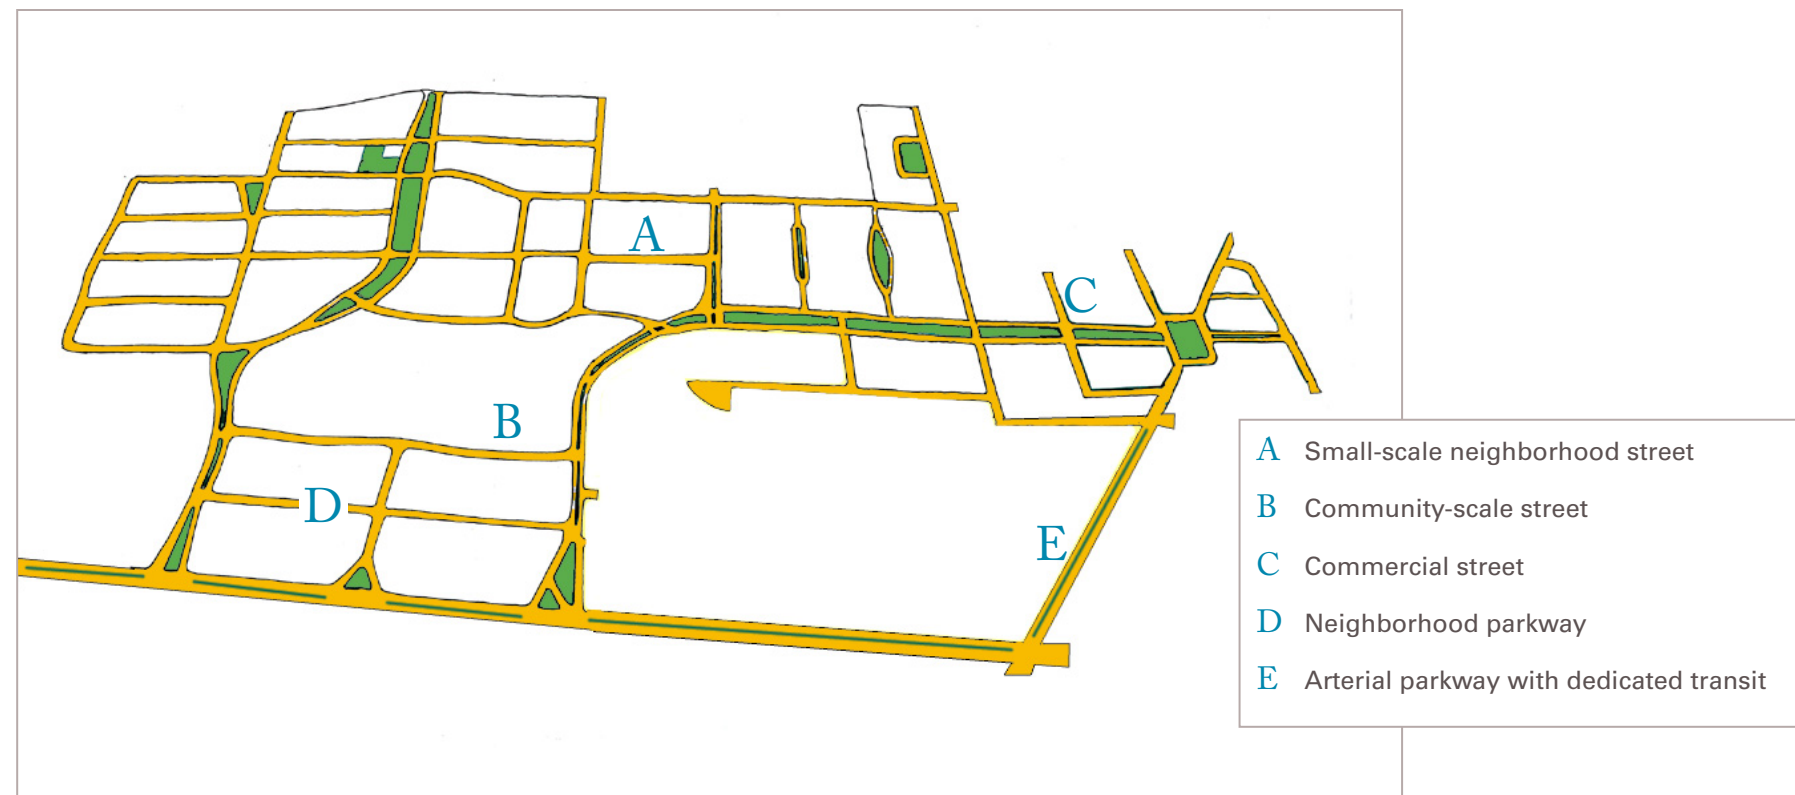 A
C
B
D
E
A Small-scale neighborhood street
B Community-scale street
C Commercial street
D Neighborhood parkway
E Arterial parkway with dedicated transit